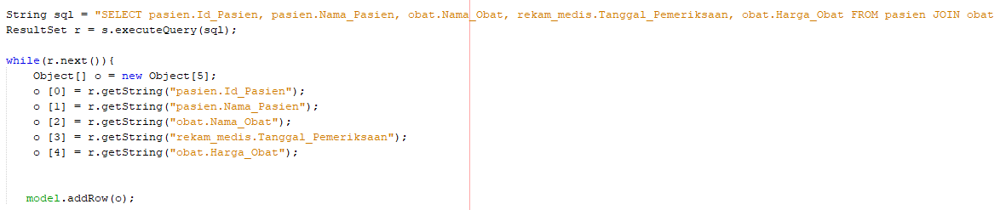 String sql = "SELECT pasien.Id_Pasien, pasien.Nama_Pasien, obat.Nama_Obat, rekam_medis.Tanggal_Pemeriksaan, obat.Harga_Obat FROM pasien JOIN obat
ResultSet r = s.executeQuery(sql);
while(r.next()){
Object[] o = new Object[5];
o [0] = r.getString("pasien.Id_Pasien");
o [1] = r.getString("pasien.Nama_Pasien");
o [2] = r.getString("obat.Nama_Obat");
o [3] = r.getString("rekam_medis.Tanggal_Pemeriksaan");
o [4] = r.getString("obat.Harga_Obat");
model.addRow(o);